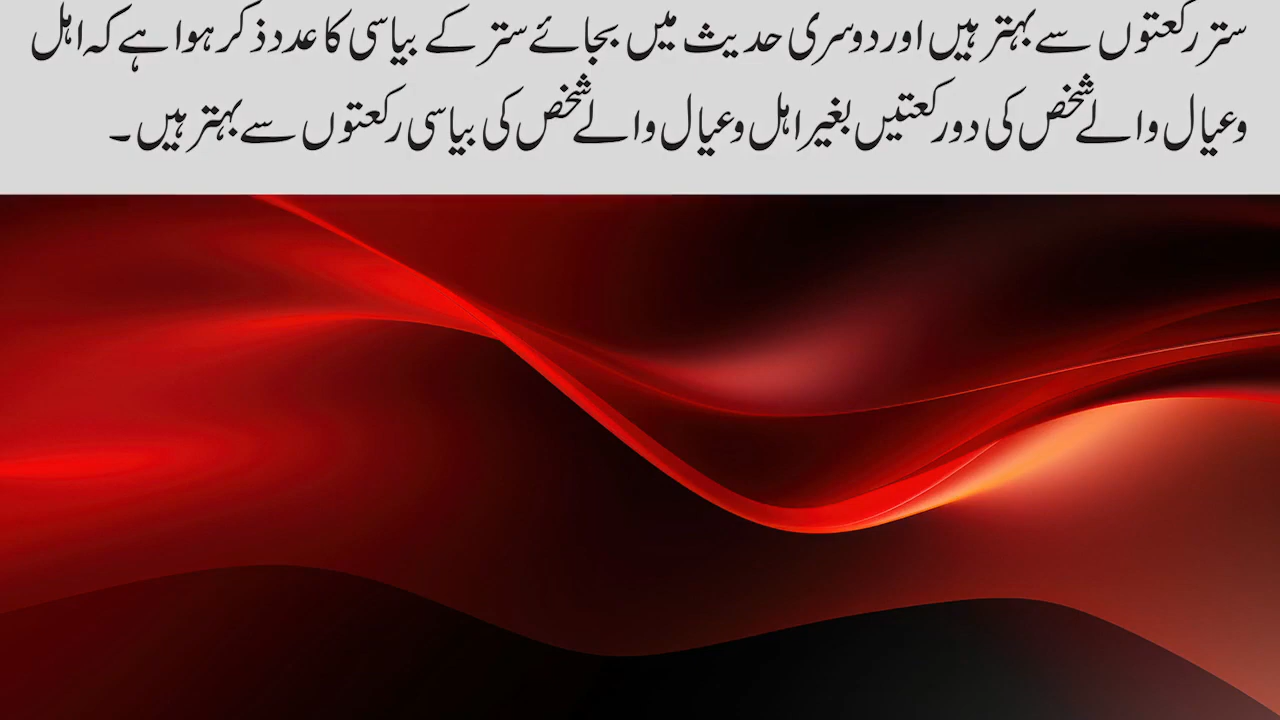 ستر رکعتوں سے بہتر ہیں اور دوسری حدیث میں بجائے ستر کے بیاسی کا عدد ذکر ہوا ہے کہ اہل
وعیال والے شخص کی دو رکعتیں بغیر اہل وعیال والے شخص کی بیاسی رکعتوں سے بہتر ہیں ۔